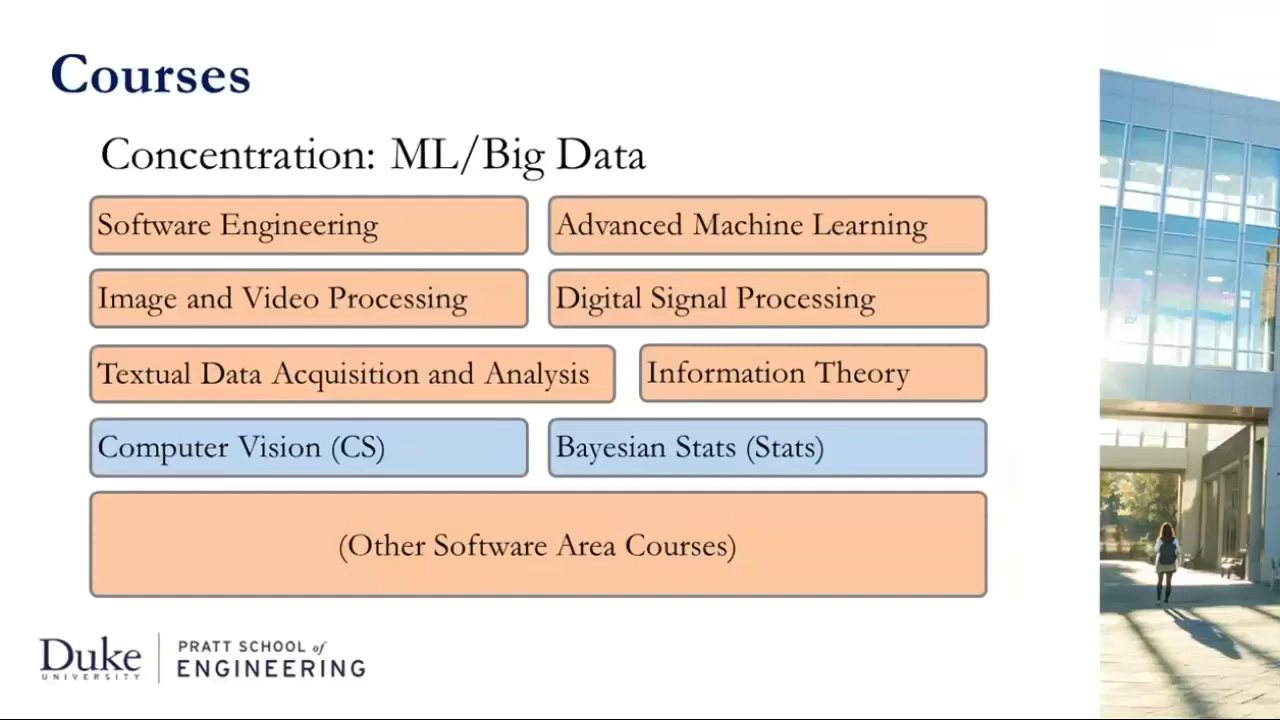 Courses
Concentration: ML/Big Data
Software Engineering
Advanced Machine Learning
Image and Video Processing
Digital Signal Processing
Textual Data Acquisition and Analysis
Information Theory
Computer Vision (CS)
Bayesian Stats (Stats)
(Other Software Area Courses)
Duke
UNIVERSITY
PRATT SCHOOL of
ENGINEERING